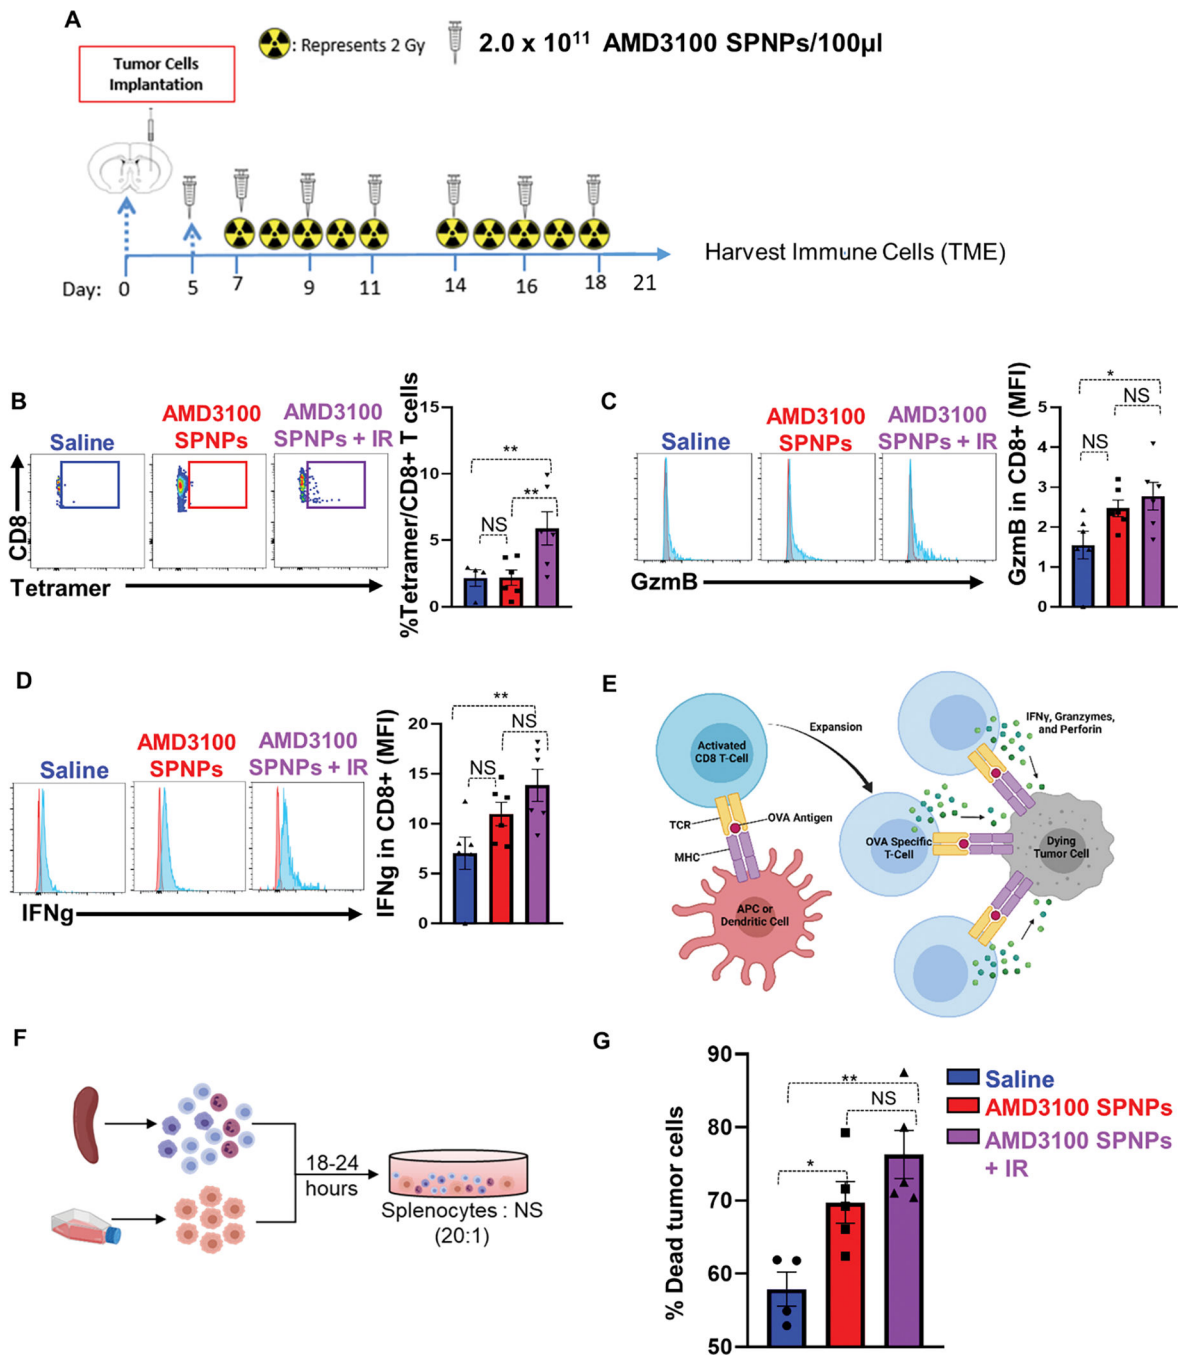 A
: Represents 2 Gy
2.0 x 10¹¹ AMD3100 SPNPs/100µl
Tumor Cells
Implantation
Harvest Immune Cells (TME)
Day: 0 5 7 9 11 14 16 18 21
B
Saline
AMD3100
SPNPs
AMD3100
SPNPs + IR
CD8
Tetramer
%Tetramer/CD8+ T cells
15
10
5
0
**
**
NS
C
Saline
AMD3100
SPNPs
AMD3100
SPNPs + IR
GzmB
GzmB in CD8+ (MFI)
5
4
3
2
1
0
*
NS
NS
D
Saline
AMD3100
SPNPs
AMD3100
SPNPs + IR
IFNg
IFNg in CD8+ (MFI)
20
15
10
5
0
**
NS
NS
E
Activated
CD8 T-Cell
Expansion
IFNγ, Granzymes,
and Perforin
TCR
OVA Antigen
MHC
OVA Specific
T-Cell
Dying
Tumor Cell
APC or
Dendritic Cell
F
18-24
hours
Splenocytes : NS
(20:1)
G
% Dead tumor cells
90
80
70
60
50
**
NS
*
Saline
AMD3100 SPNPs
AMD3100 SPNPs
+ IR